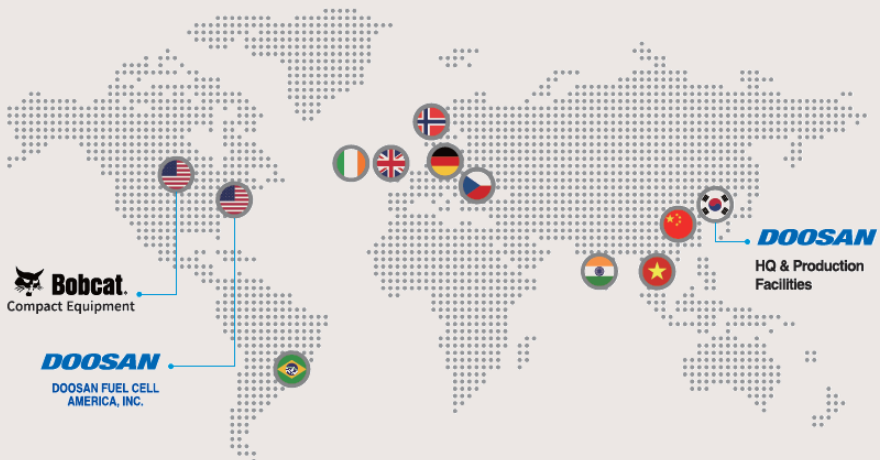 DOOSAN
HQ & Production
Facilities
Bobcat.
Compact Equipment
DOOSAN
DOOSAN FUEL CELL
AMERICA, INC.